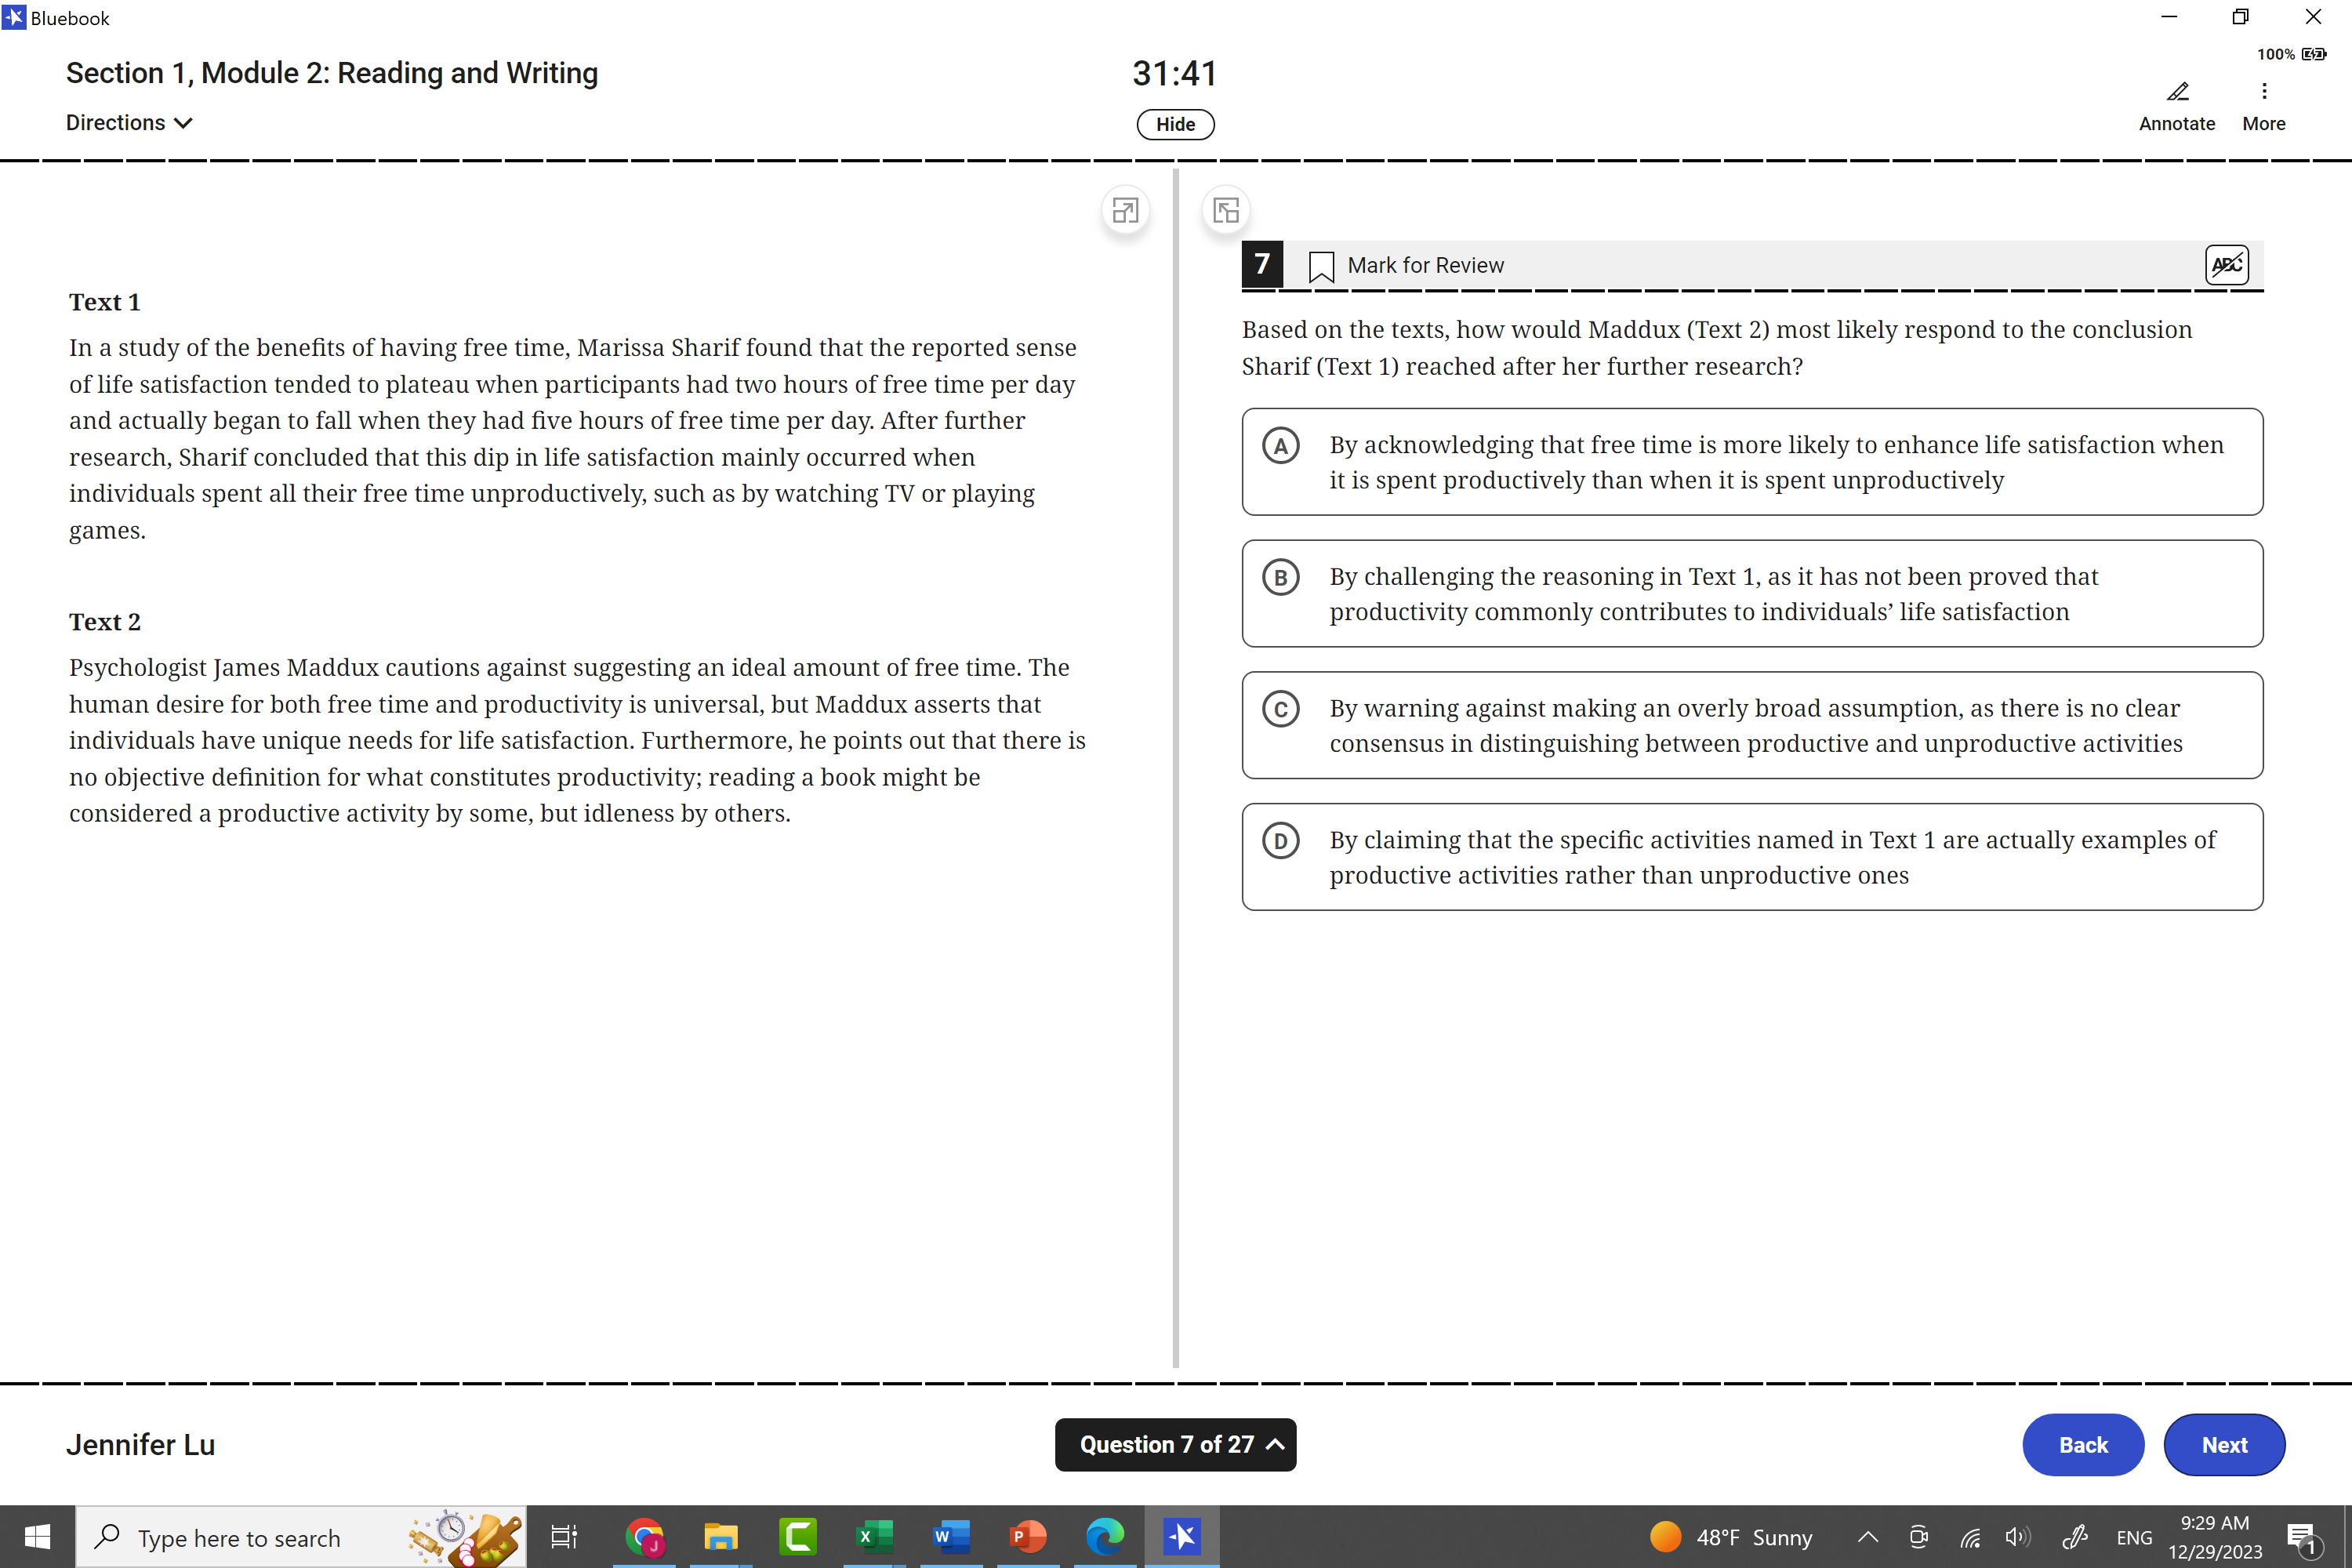 Bluebook
100%
Section 1, Module 2: Reading and Writing
31:41
Directions
Hide
Annotate
More
Text 1
In a study of the benefits of having free time, Marissa Sharif found that the reported sense
of life satisfaction tended to plateau when participants had two hours of free time per day
and actually began to fall when they had five hours of free time per day. After further
research, Sharif concluded that this dip in life satisfaction mainly occurred when
individuals spent all their free time unproductively, such as by watching TV or playing
games.
Text 2
Psychologist James Maddux cautions against suggesting an ideal amount of free time. The
human desire for both free time and productivity is universal, but Maddux asserts that
individuals have unique needs for life satisfaction. Furthermore, he points out that there is
no objective definition for what constitutes productivity; reading a book might be
considered a productive activity by some, but idleness by others.
7
Mark for Review
ABC
Based on the texts, how would Maddux (Text 2) most likely respond to the conclusion
Sharif (Text 1) reached after her further research?
A
By acknowledging that free time is more likely to enhance life satisfaction when
it is spent productively than when it is spent unproductively
B
By challenging the reasoning in Text 1, as it has not been proved that
productivity commonly contributes to individuals’ life satisfaction
C
By warning against making an overly broad assumption, as there is no clear
consensus in distinguishing between productive and unproductive activities
D
By claiming that the specific activities named in Text 1 are actually examples of
productive activities rather than unproductive ones
Jennifer Lu
Question 7 of 27
Back
Next
Type here to search
J
X
W
P
48°F Sunny
ENG
9:29 AM
12/29/2023
1